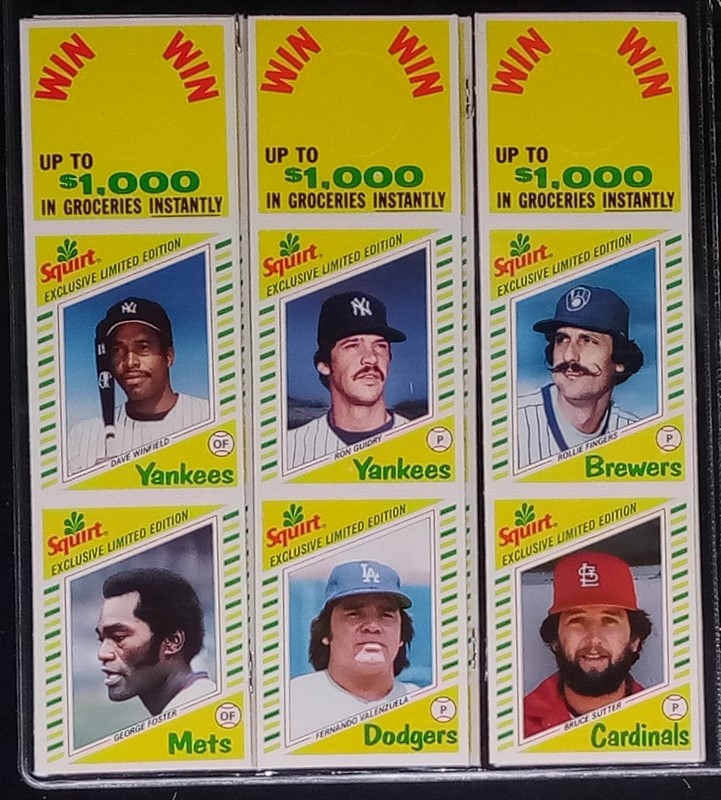 WIN WIN
UP TO
$1,000
IN GROCERIES INSTANTLY
Squirt
EXCLUSIVE LIMITED EDITION
NY
DAVE WINFIELD
OF
Yankees
Squirt
EXCLUSIVE LIMITED EDITION
GEORGE FOSTER
OF
Mets
WIN WIN
UP TO
$1,000
IN GROCERIES INSTANTLY
Squirt
EXCLUSIVE LIMITED EDITION
NY
RON GUIDRY
P
Yankees
Squirt
EXCLUSIVE LIMITED EDITION
LA
FERNANDO VALENZUELA
P
Dodgers
WIN WIN
UP TO
$1,000
IN GROCERIES INSTANTLY
Squirt
EXCLUSIVE LIMITED EDITION
ROLLIE FINGERS
P
Brewers
Squirt
EXCLUSIVE LIMITED EDITION
STL
BRUCE SUTTER
P
Cardinals